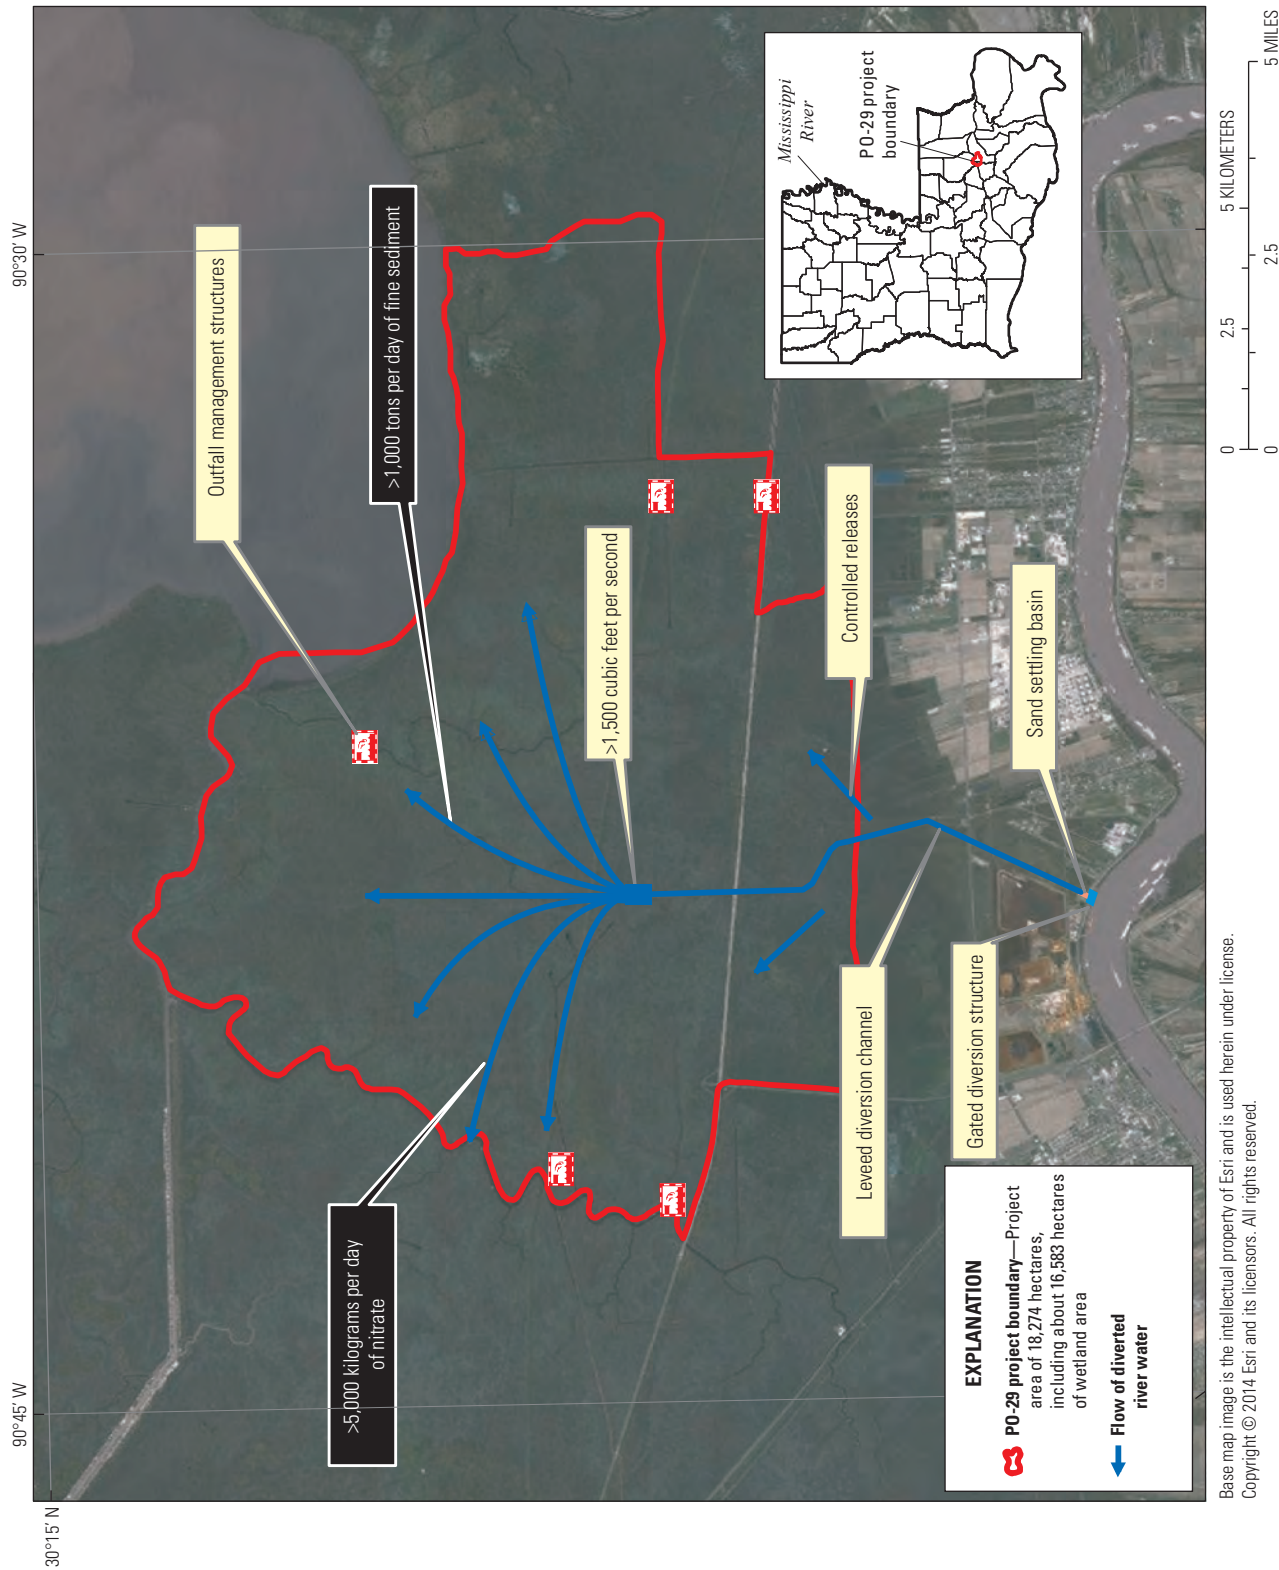 90°45' W
90°30' W
30°15' N
Outfall management structures
>1,000 tons per day of fine sediment
>5,000 kilograms per day
of nitrate
>1,500 cubic feet per second
Controlled releases
Leveed diversion channel
Gated diversion structure
Sand settling basin
Mississippi
River
PO-29 project
boundary
EXPLANATION
PO-29 project boundary—Project
area of 18,274 hectares,
including about 16,583 hectares
of wetland area
Flow of diverted
river water
Base map image is the intellectual property of Esri and is used herein under license.
Copyright © 2014 Esri and its licensors. All rights reserved.
0 2.5 5 KILOMETERS
0 2.5 5 MILES